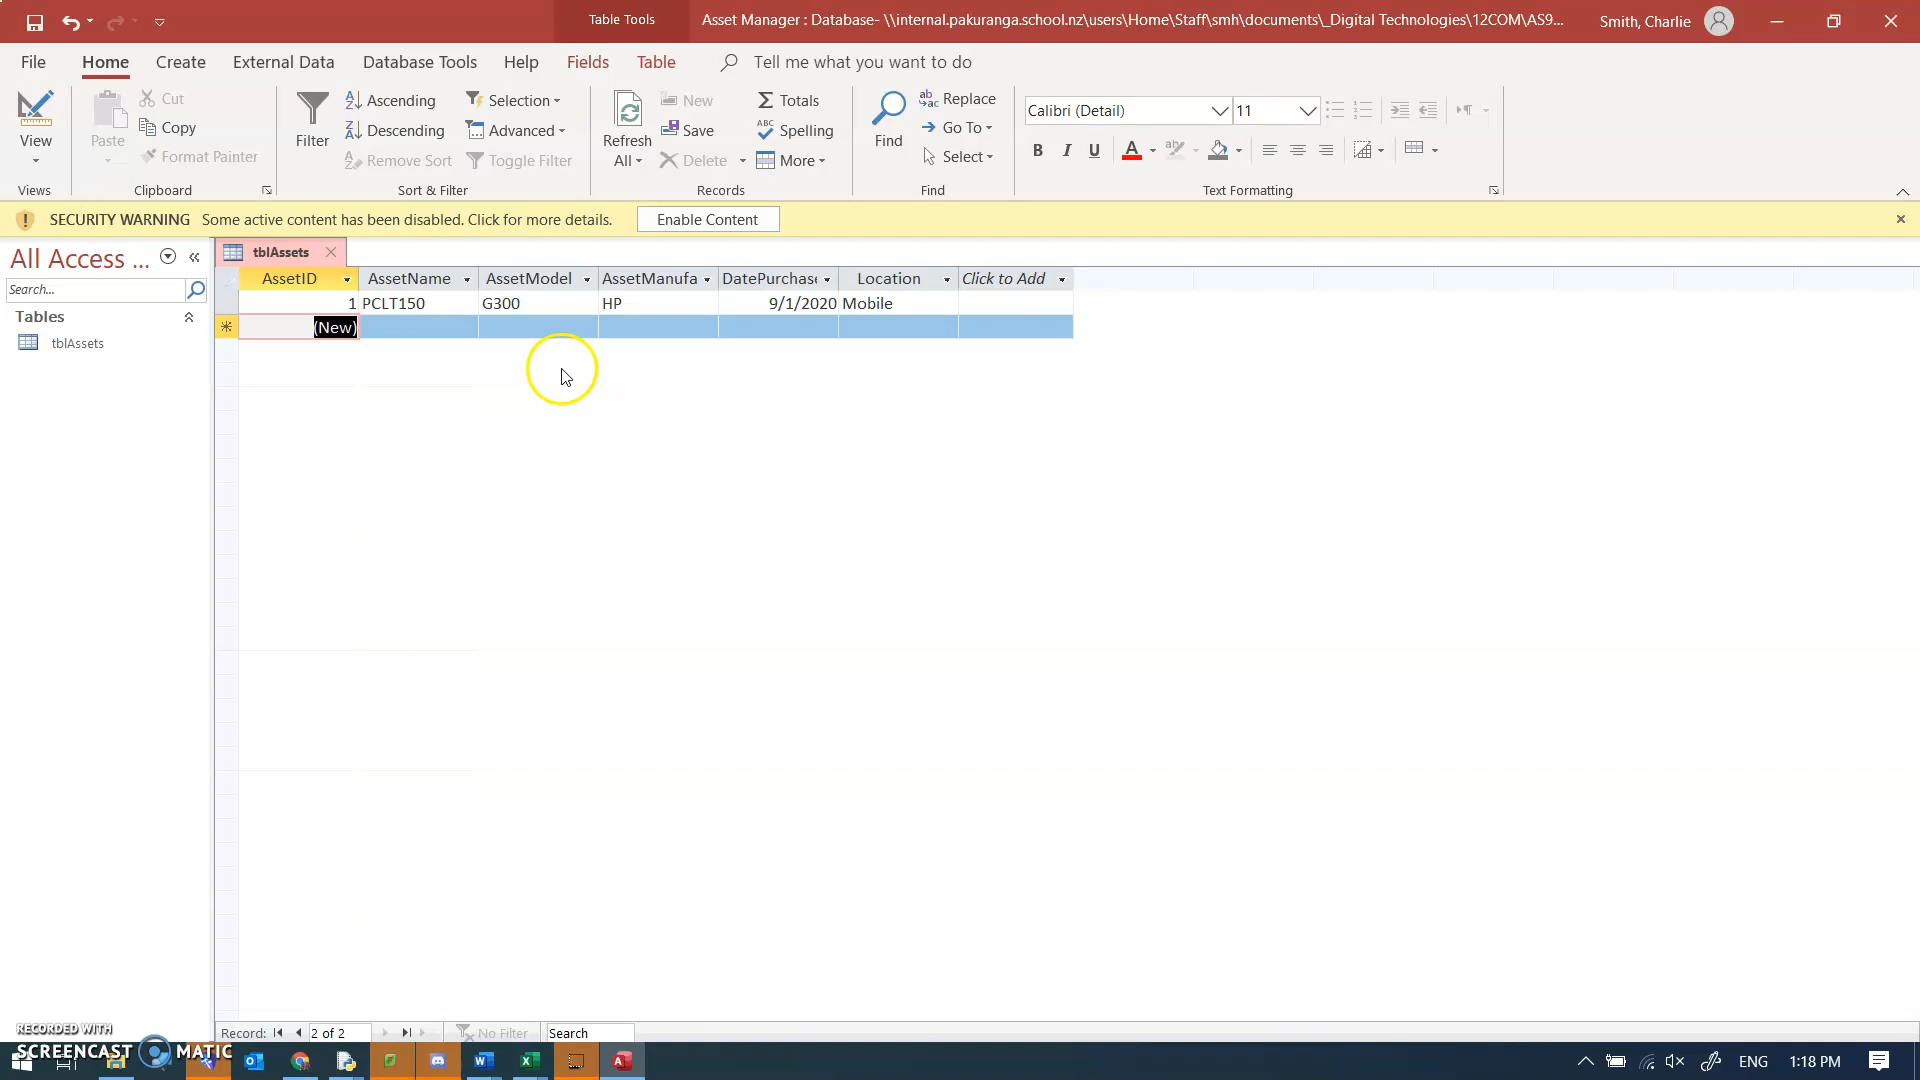 Table Tools
Asset Manager : Database- \\internal.pakuranga.school.nz\users\Home\Staff\smh\documents\_Digital Technologies\12COM\AS9...
Smith, Charlie
File Home Create External Data Database Tools Help Fields Table Tell me what you want to do
View
Paste
Cut
Copy
Format Painter
Filter
Ascending
Descending
Remove Sort
Selection
Advanced
Toggle Filter
Refresh
All
New
Save
Delete
Totals
Spelling
More
Find
Replace
Go To
Select
Calibri (Detail) 11
B I U A
Views Clipboard Sort & Filter Records Find Text Formatting
SECURITY WARNING Some active content has been disabled. Click for more details. Enable Content
All Access ...
Search...
Tables
tblAssets
tblAssets
AssetID AssetName AssetModel AssetManufa DatePurchase Location Click to Add
1 PCLT150 G300 HP 9/1/2020 Mobile
(New)
Record: 2 of 2 No Filter Search
RECORDED WITH
SCREENCAST MATIC
ENG 1:18 PM